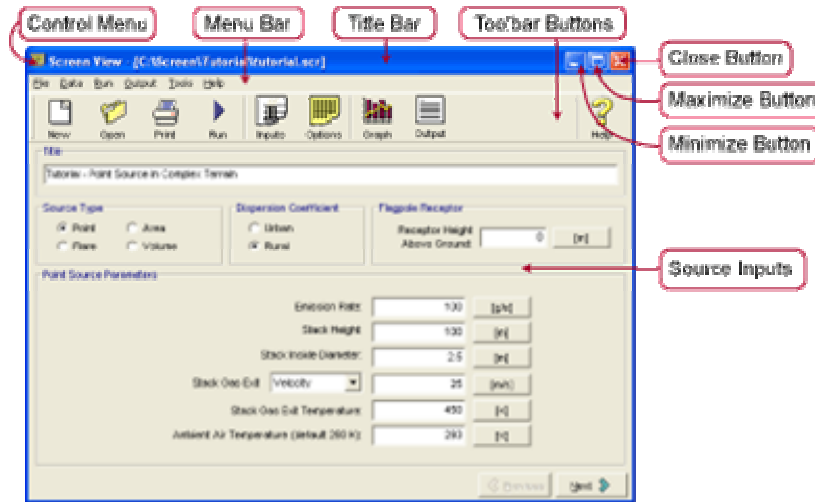 Control Menu
Menu Bar
Title Bar
Toolbar Buttons
Screen View - [C:\Screen\Tutorial\tutorial.scr]
Close Button
File Data Run Output Tools Help
Maximize Button
New Open Print Run Inputs Options Graph Output Help
Minimize Button
Title
Tutorial - Point Source in Complex Terrain
Source Type
Dispersion Coefficient
Flagpole Receptor
Point Area
Urban
Receptor Height
Above Ground: 0 [m]
Flare Volume
Rural
Source Inputs
Point Source Parameters
Emission Rate: 100 [g/s]
Stack Height: 100 [m]
Stack Inside Diameter: 2.5 [m]
Stack Gas Exit Velocity 25 [m/s]
Stack Gas Exit Temperature: 450 [K]
Ambient Air Temperature (default 293 K): 293 [K]
Previous Next